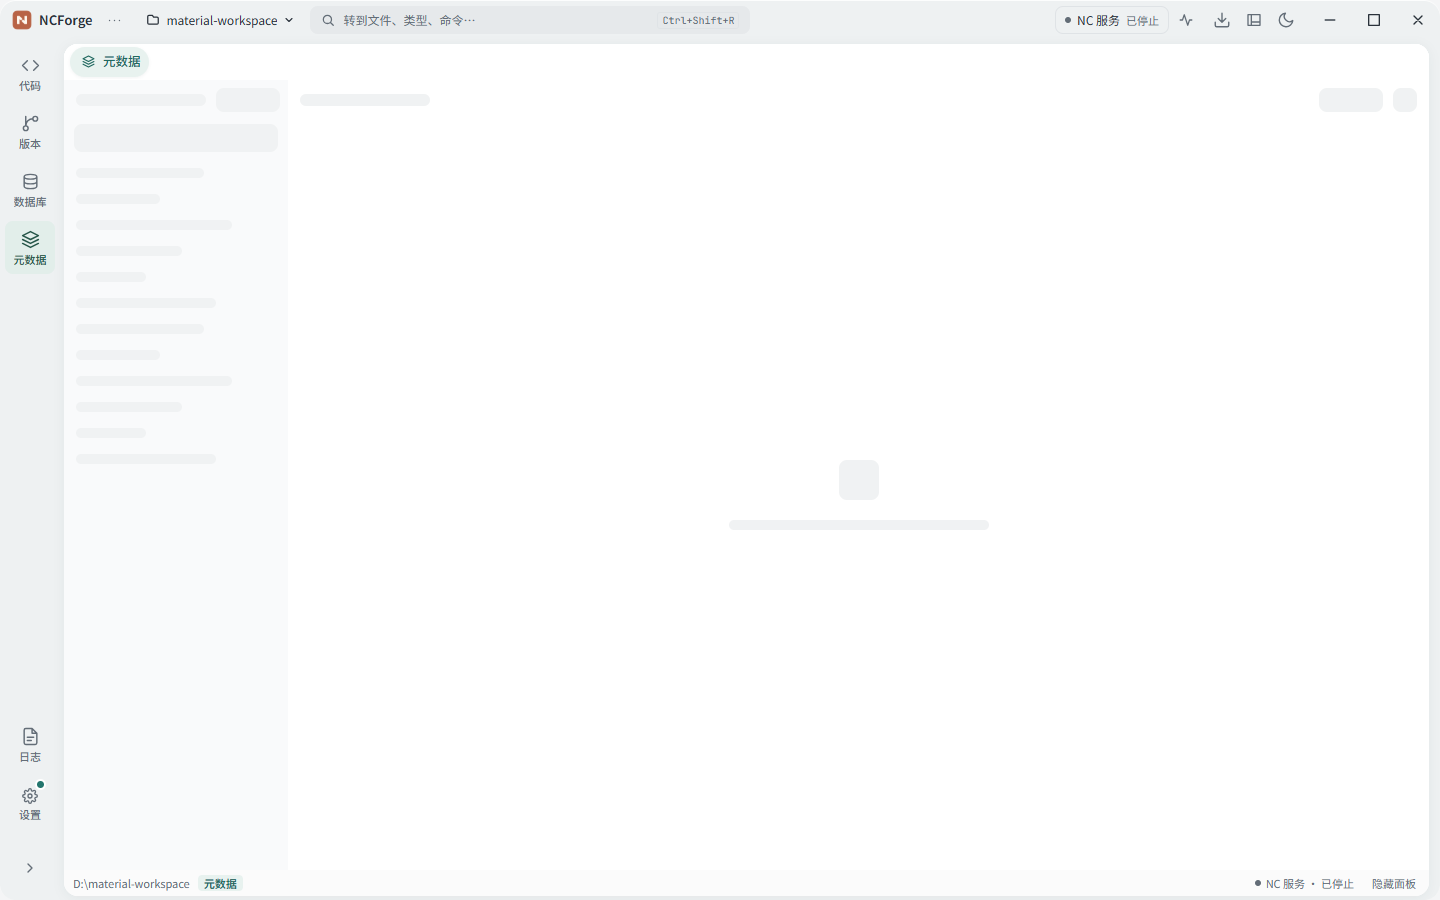 NCForge ··· material-workspace 转到文件、类型、命令··· Ctrl+Shift+R NC 服务 已停止
元数据
代码
版本
数据库
元数据
日志
设置
D:\material-workspace 元数据 NC 服务 · 已停止 隐藏面板